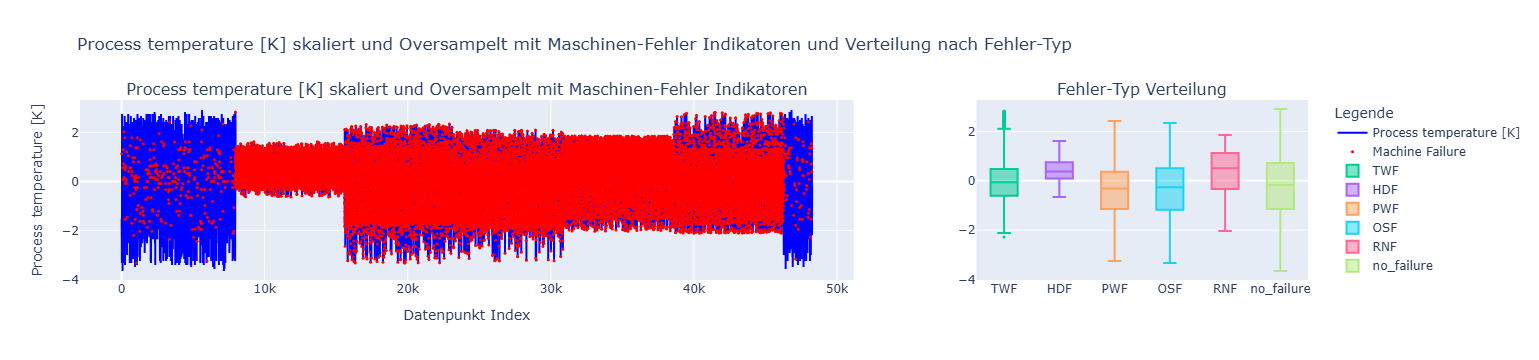 Process temperature [K] skaliert und Oversampelt mit Maschinen-Fehler Indikatoren und Verteilung nach Fehler-Typ
Process temperature [K] skaliert und Oversampelt mit Maschinen-Fehler Indikatoren
Process temperature [K]
2
0
−2
−4
0
10k
20k
30k
40k
50k
Datenpunkt Index
Fehler-Typ Verteilung
2
0
−2
−4
TWF
HDF
PWF
OSF
RNF
no_failure
Legende
Process temperature [K]
Machine Failure
TWF
HDF
PWF
OSF
RNF
no_failure